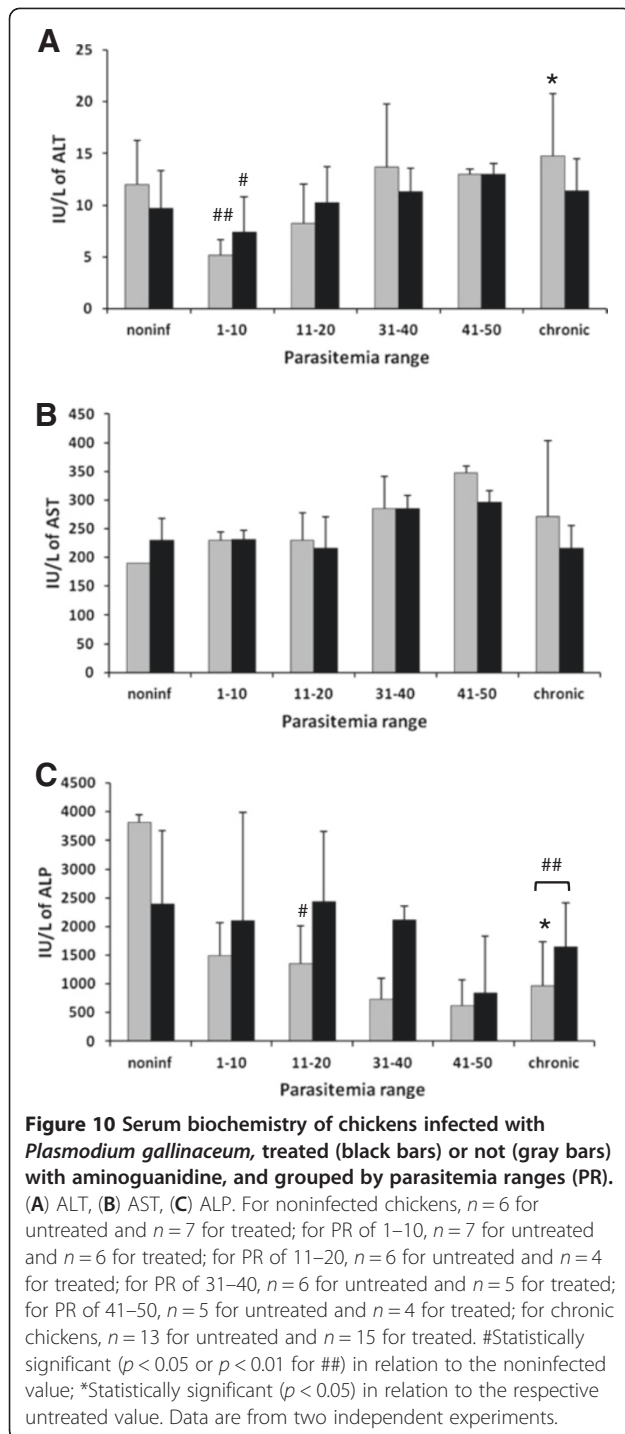 A
IU/L of ALT
25
20
15
10
5
0
##
#
*
noninf 1-10 11-20 31-40 41-50 chronic
Parasitemia range
B
IU/L of AST
450
400
350
300
250
200
150
100
50
0
noninf 1-10 11-20 31-40 41-50 chronic
Parasitemia range
C
IU/L of ALP
4500
4000
3500
3000
2500
2000
1500
1000
500
0
#
##
*
noninf 1-10 11-20 31-40 41-50 chronic
Parasitemia range
Figure 10 Serum biochemistry of chickens infected with
Plasmodium gallinaceum, treated (black bars) or not (gray bars)
with aminoguanidine, and grouped by parasitemia ranges (PR).
(A) ALT, (B) AST, (C) ALP. For noninfected chickens, n = 6 for
untreated and n = 7 for treated; for PR of 1–10, n = 7 for untreated
and n = 6 for treated; for PR of 11–20, n = 6 for untreated and n = 4
for treated; for PR of 31–40, n = 6 for untreated and n = 5 for treated;
for PR of 41–50, n = 5 for untreated and n = 4 for treated; for chronic
chickens, n = 13 for untreated and n = 15 for treated. #Statistically
significant (p < 0.05 or p < 0.01 for ##) in relation to the noninfected
value; *Statistically significant (p < 0.05) in relation to the respective
untreated value. Data are from two independent experiments.